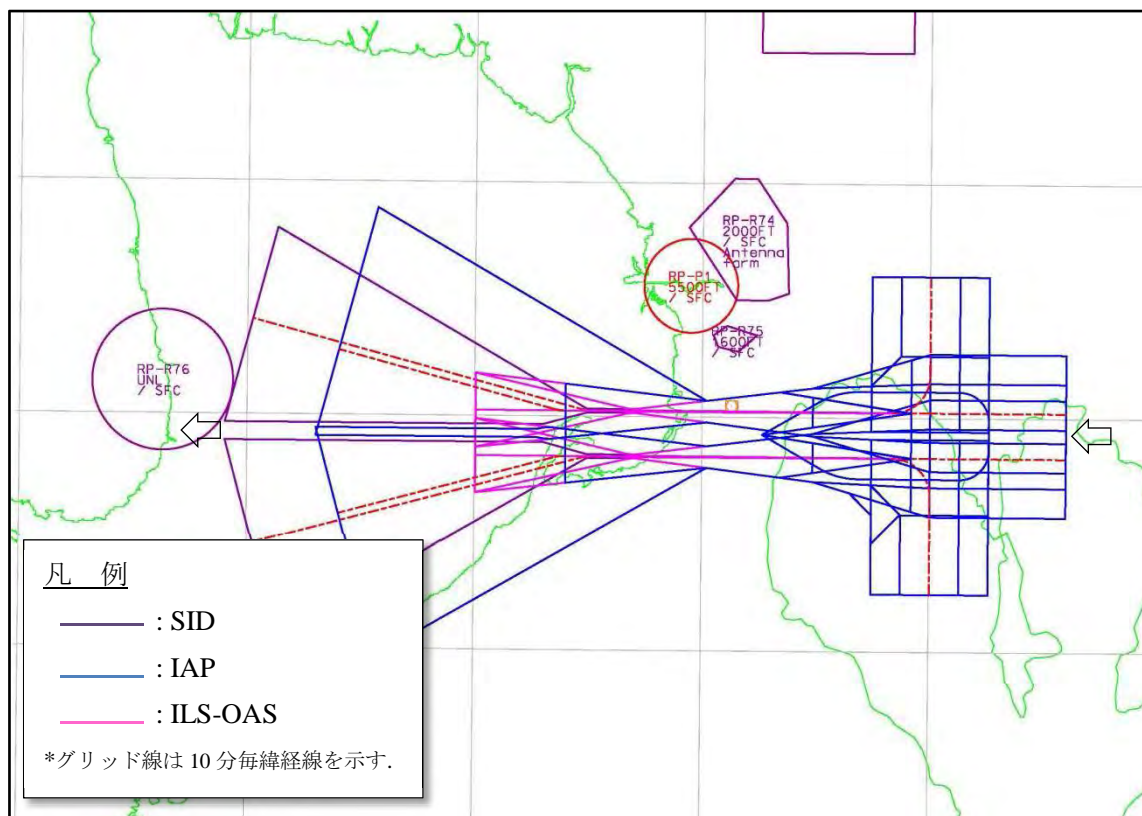 RP-R74
2000FT
/ SFC
Antenna
farm
RP-P1
5500FT
/ SFC
RP-R75
1600FT
/ SFC
RP-R76
UNL
/ SFC
凡 例
: SID
: IAP
: ILS-OAS
*グリッド線は 10 分毎緯経線を示す.